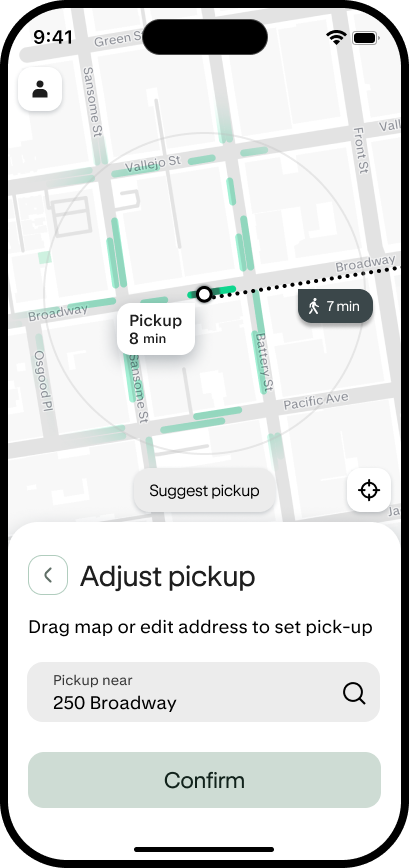 9:41
Green S
Sansome St
Vallejo St
Vall
Front St
Broadway
7 min
Broadway
Pickup
8 min
Osgood Pl
Sansome St
Battery St
Pacific Ave
Suggest pickup
Ja
Adjust pickup
Drag map or edit address to set pick-up
Pickup near
250 Broadway
Confirm